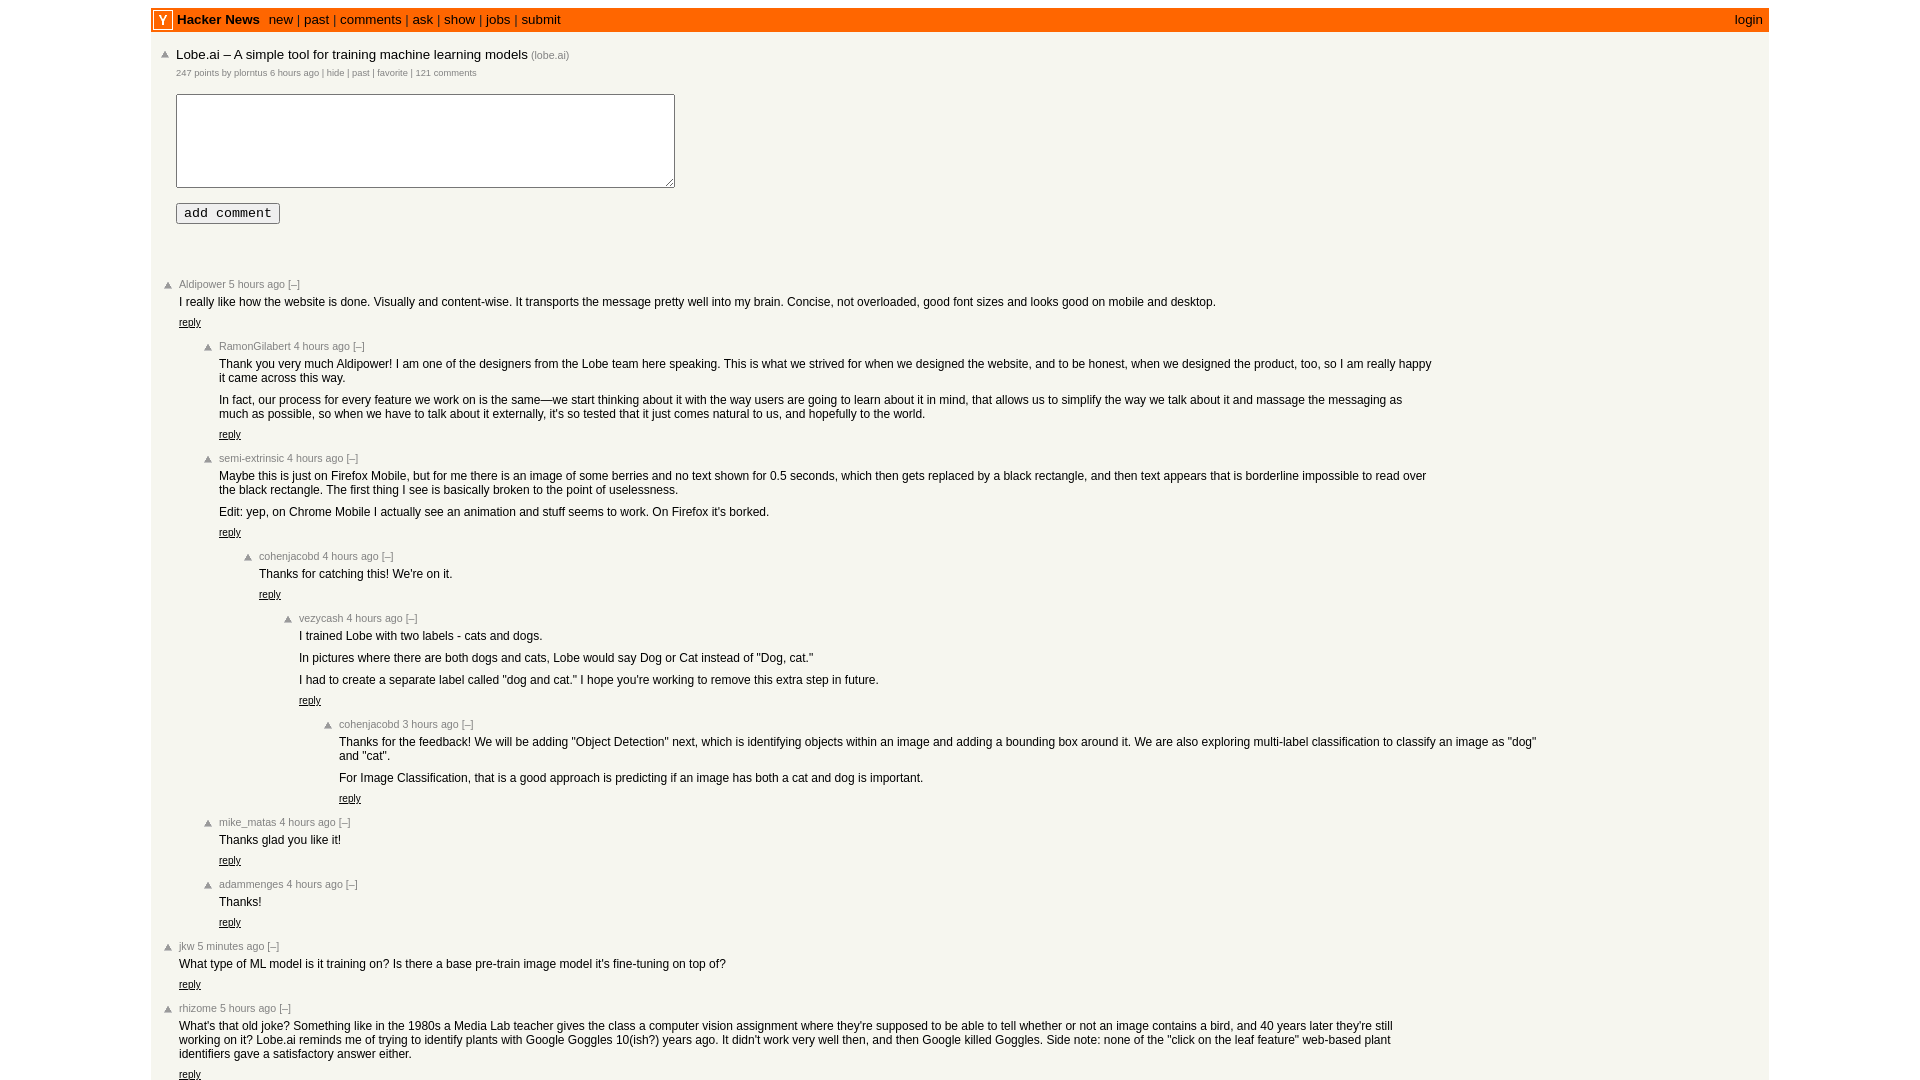 Y Hacker News new | past | comments | ask | show | jobs | submit login
Lobe.ai – A simple tool for training machine learning models (lobe.ai)
247 points by plorntus 6 hours ago | hide | past | favorite | 121 comments
add comment
Aldipower 5 hours ago [–]
I really like how the website is done. Visually and content-wise. It transports the message pretty well into my brain. Concise, not overloaded, good font sizes and looks good on mobile and desktop.
reply
RamonGilabert 4 hours ago [–]
Thank you very much Aldipower! I am one of the designers from the Lobe team here speaking. This is what we strived for when we designed the website, and to be honest, when we designed the product, too, so I am really happy
it came across this way.
In fact, our process for every feature we work on is the same—we start thinking about it with the way users are going to learn about it in mind, that allows us to simplify the way we talk about it and massage the messaging as
much as possible, so when we have to talk about it externally, it's so tested that it just comes natural to us, and hopefully to the world.
reply
semi-extrinsic 4 hours ago [–]
Maybe this is just on Firefox Mobile, but for me there is an image of some berries and no text shown for 0.5 seconds, which then gets replaced by a black rectangle, and then text appears that is borderline impossible to read over
the black rectangle. The first thing I see is basically broken to the point of uselessness.
Edit: yep, on Chrome Mobile I actually see an animation and stuff seems to work. On Firefox it's borked.
reply
cohenjacobd 4 hours ago [–]
Thanks for catching this! We're on it.
reply
vezycash 4 hours ago [–]
I trained Lobe with two labels - cats and dogs.
In pictures where there are both dogs and cats, Lobe would say Dog or Cat instead of "Dog, cat."
I had to create a separate label called "dog and cat." I hope you're working to remove this extra step in future.
reply
cohenjacobd 3 hours ago [–]
Thanks for the feedback! We will be adding "Object Detection" next, which is identifying objects within an image and adding a bounding box around it. We are also exploring multi-label classification to classify an image as "dog"
and "cat".
For Image Classification, that is a good approach is predicting if an image has both a cat and dog is important.
reply
mike_matas 4 hours ago [–]
Thanks glad you like it!
reply
adammenges 4 hours ago [–]
Thanks!
reply
jkw 5 minutes ago [–]
What type of ML model is it training on? Is there a base pre-train image model it's fine-tuning on top of?
reply
rhizome 5 hours ago [–]
What's that old joke? Something like in the 1980s a Media Lab teacher gives the class a computer vision assignment where they're supposed to be able to tell whether or not an image contains a bird, and 40 years later they're still
working on it? Lobe.ai reminds me of trying to identify plants with Google Goggles 10(ish?) years ago. It didn't work very well then, and then Google killed Goggles. Side note: none of the "click on the leaf feature" web-based plant
identifiers gave a satisfactory answer either.
reply